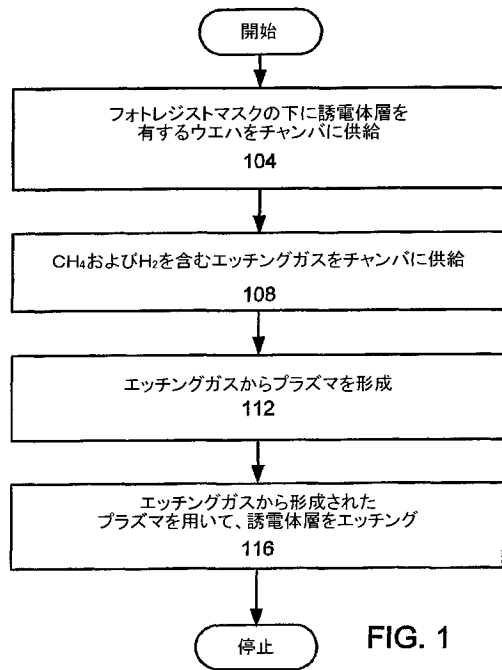 開始
フォトレジストマスクの下に誘電体層を
有するウエハをチャンバに供給
104
CH₄およびH₂を含むエッチングガスをチャンバに供給
108
エッチングガスからプラズマを形成
112
エッチングガスから形成された
プラズマを用いて、誘電体層をエッチング
116
停止
FIG. 1